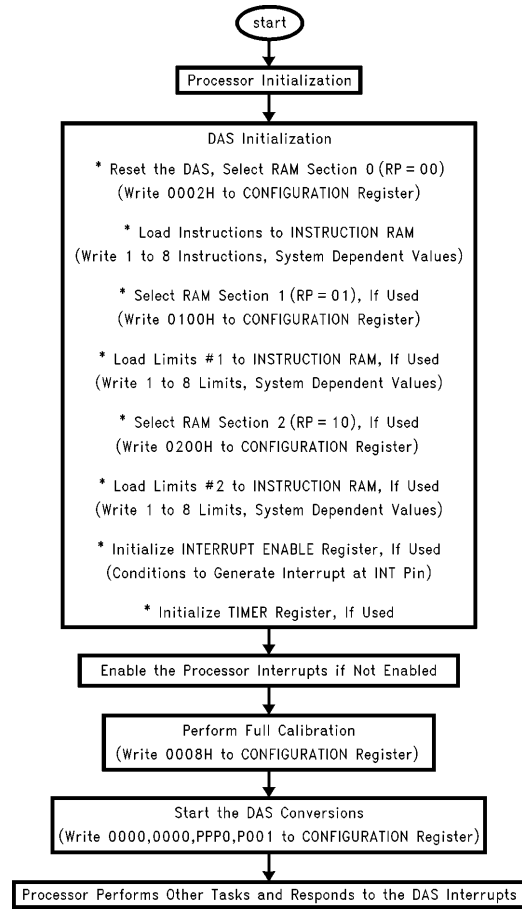 start
Processor Initialization
DAS Initialization
* Reset the DAS, Select RAM Section 0 (RP = 00)
(Write 0002H to CONFIGURATION Register)
* Load Instructions to INSTRUCTION RAM
(Write 1 to 8 Instructions, System Dependent Values)
* Select RAM Section 1 (RP = 01), If Used
(Write 0100H to CONFIGURATION Register)
* Load Limits #1 to INSTRUCTION RAM, If Used
(Write 1 to 8 Limits, System Dependent Values)
* Select RAM Section 2 (RP = 10), If Used
(Write 0200H to CONFIGURATION Register)
* Load Limits #2 to INSTRUCTION RAM, If Used
(Write 1 to 8 Limits, System Dependent Values)
* Initialize INTERRUPT ENABLE Register, If Used
(Conditions to Generate Interrupt at INT Pin)
* Initialize TIMER Register, If Used
Enable the Processor Interrupts if Not Enabled
Perform Full Calibration
(Write 0008H to CONFIGURATION Register)
Start the DAS Conversions
(Write 0000,0000,PPP0,P001 to CONFIGURATION Register)
Processor Performs Other Tasks and Responds to the DAS Interrupts